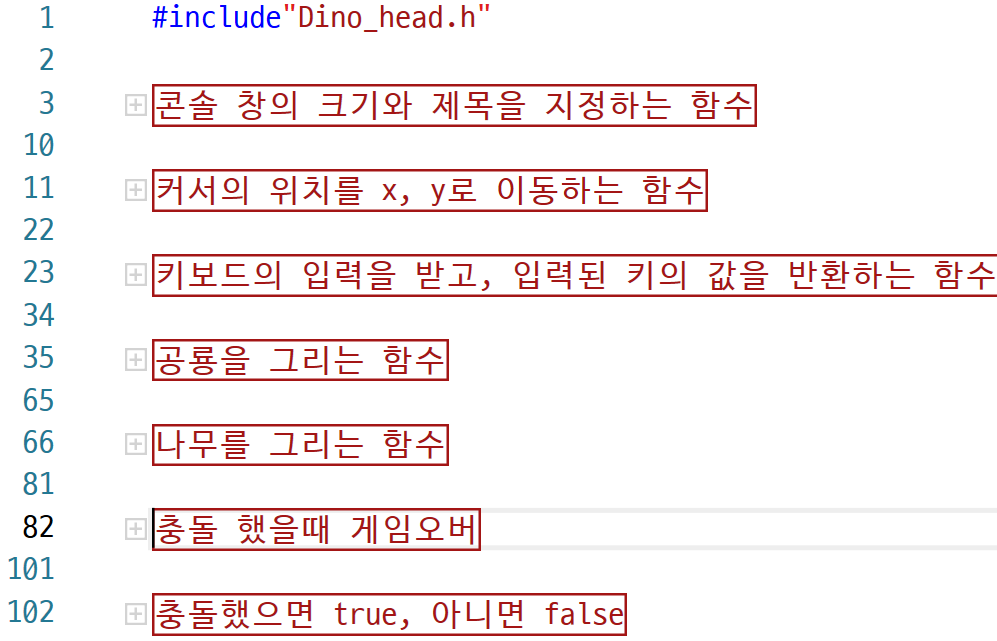 1 #include"Dino_head.h"
2
3 콘솔 창의 크기와 제목을 지정하는 함수
10
11 커서의 위치를 x, y로 이동하는 함수
22
23 키보드의 입력을 받고, 입력된 키의 값을 반환하는 함수
34
35 공룡을 그리는 함수
65
66 나무를 그리는 함수
81
82 충돌 했을때 게임오버
101
102 충돌했으면 true, 아니면 false